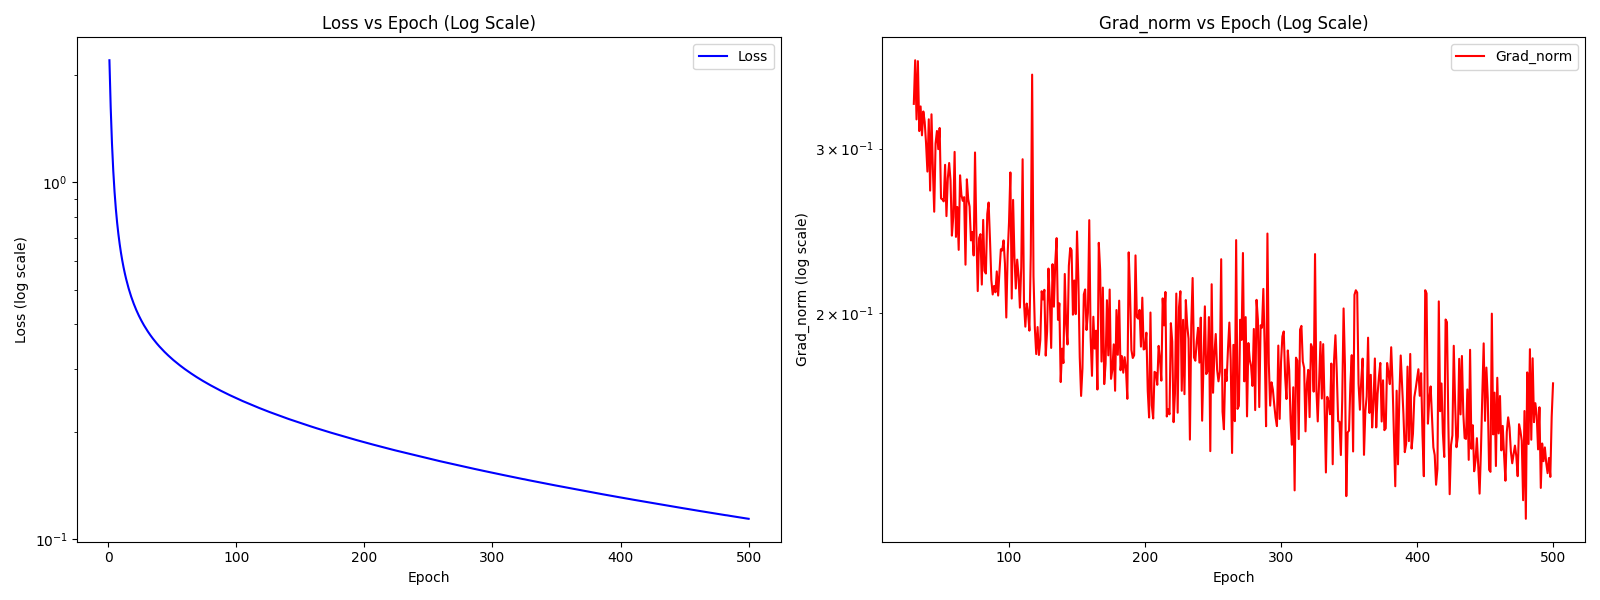 Loss vs Epoch (Log Scale)
Loss
Loss (log scale)
10⁰
10⁻¹
0
100
200
300
400
500
Epoch
Grad_norm vs Epoch (Log Scale)
Grad_norm
Grad_norm (log scale)
3 × 10⁻¹
2 × 10⁻¹
100
200
300
400
500
Epoch